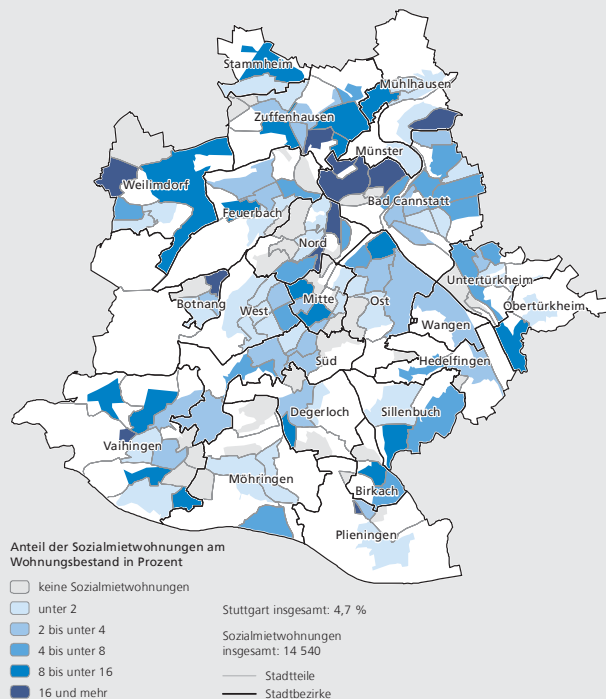 Stammheim
Mühlhausen
Zuffenhausen
Münster
Weilimdorf
Bad Cannstatt
Feuerbach
Nord
Untertürkheim
Botnang
West
Mitte
Ost
Obertürkheim
Wangen
Süd
Hedelfingen
Degerloch
Sillenbuch
Vaihingen
Möhringen
Birkach
Plieningen
Anteil der Sozialmietwohnungen am
Wohnungsbestand in Prozent
keine Sozialmietwohnungen
unter 2
2 bis unter 4
4 bis unter 8
8 bis unter 16
16 und mehr
Stuttgart insgesamt: 4,7 %
Sozialmietwohnungen
insgesamt: 14 540
Stadtteile
Stadtbezirke